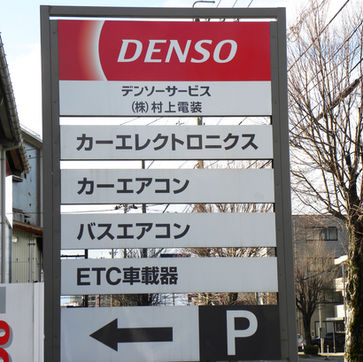 DENSO
デンソーサービス
(株)村上電装
カーエレクトロニクス
カーエアコン
バスエアコン
ETC車載器
P